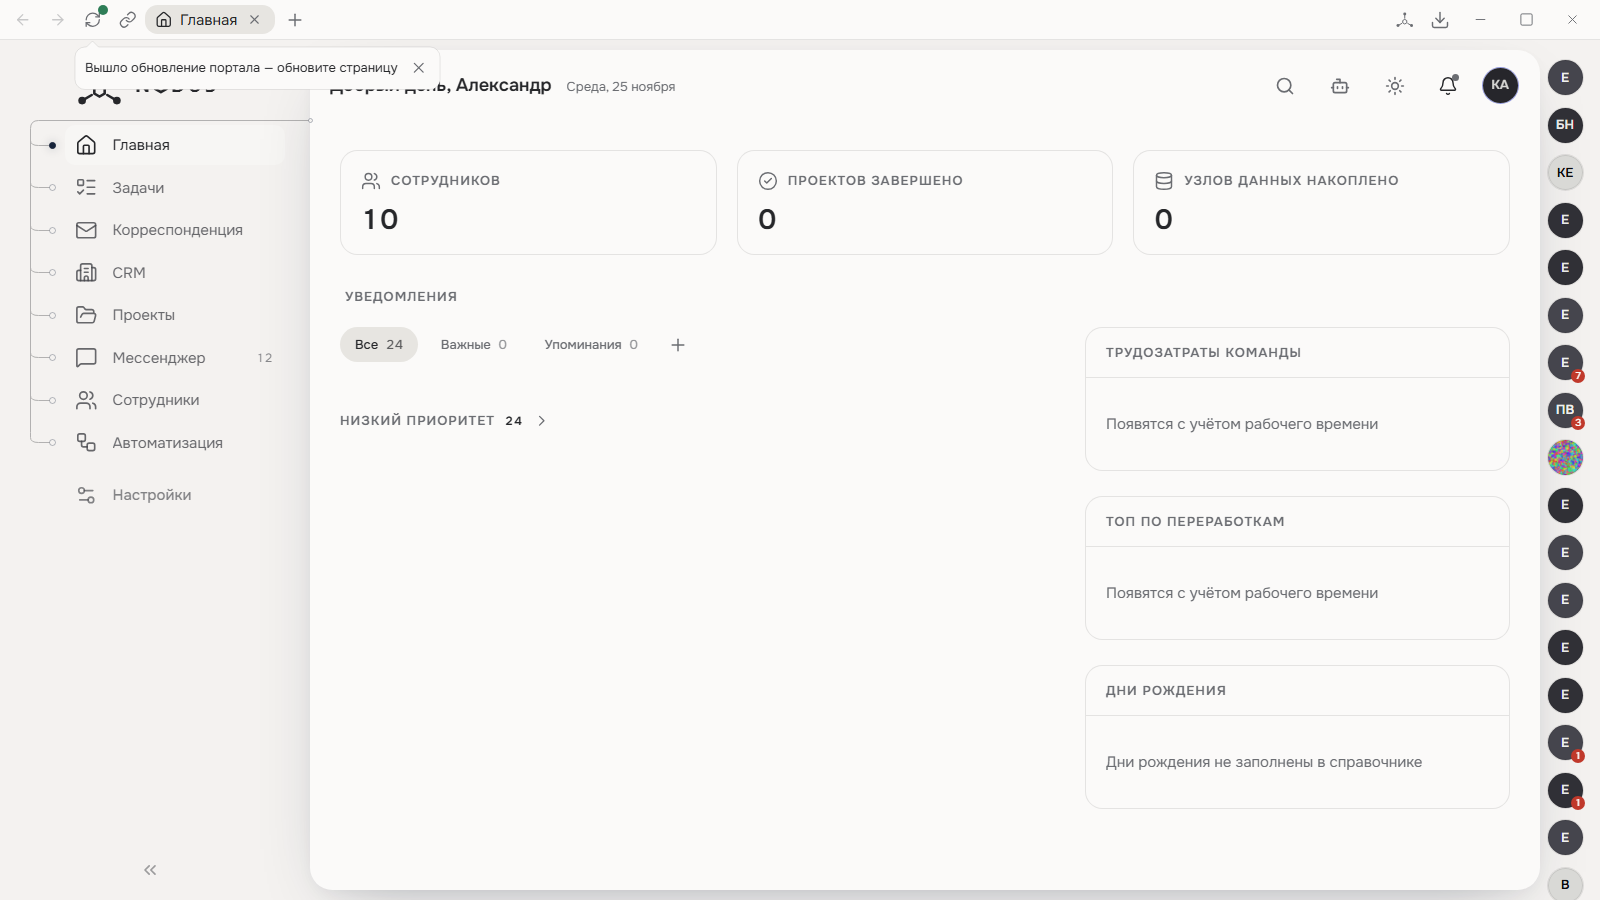 Главная
Вышло обновление портала – обновите страницу
Добрый день, Александр
Среда, 25 ноября
КА
Главная
Задачи
Корреспонденция
CRM
Проекты
Мессенджер 12
Сотрудники
Автоматизация
Настройки
СОТРУДНИКОВ
10
ПРОЕКТОВ ЗАВЕРШЕНО
0
УЗЛОВ ДАННЫХ НАКОПЛЕНО
0
УВЕДОМЛЕНИЯ
Все 24
Важные 0
Упоминания 0
НИЗКИЙ ПРИОРИТЕТ 24
ТРУДОЗАТРАТЫ КОМАНДЫ
Появятся с учётом рабочего времени
ТОП ПО ПЕРЕРАБОТКАМ
Появятся с учётом рабочего времени
ДНИ РОЖДЕНИЯ
Дни рождения не заполнены в справочнике
Е
БН
КЕ
Е
Е
Е
Е
7
ПВ
3
Е
Е
Е
Е
Е
Е
1
Е
1
Е
В